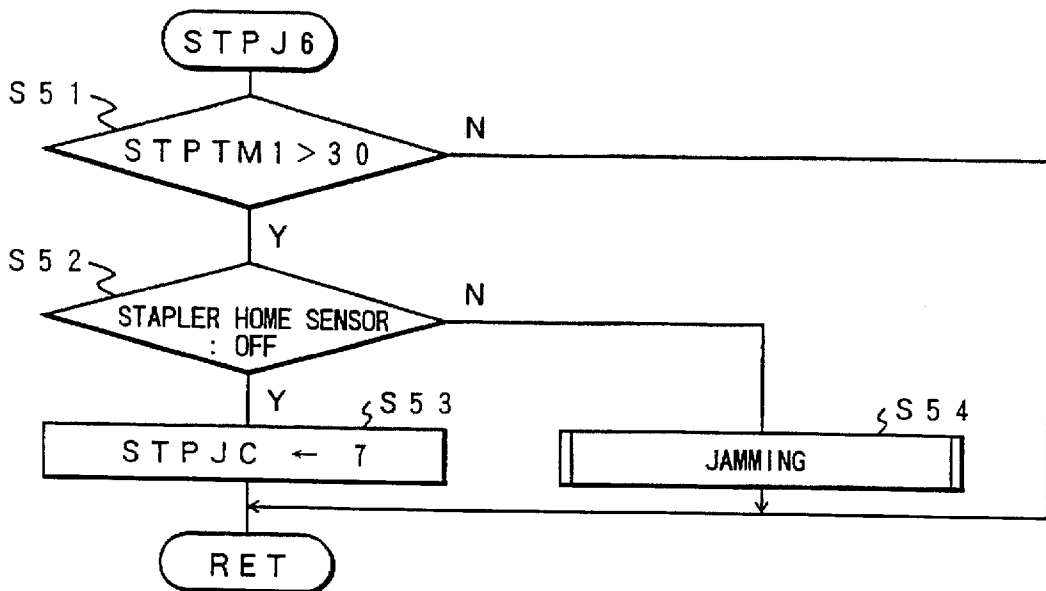 STPJ6
S51
STPTM1>30
N
Y
S52
STAPLER HOME SENSOR
: OFF
N
Y
S53
STPJC ← 7
S54
JAMMING
RET